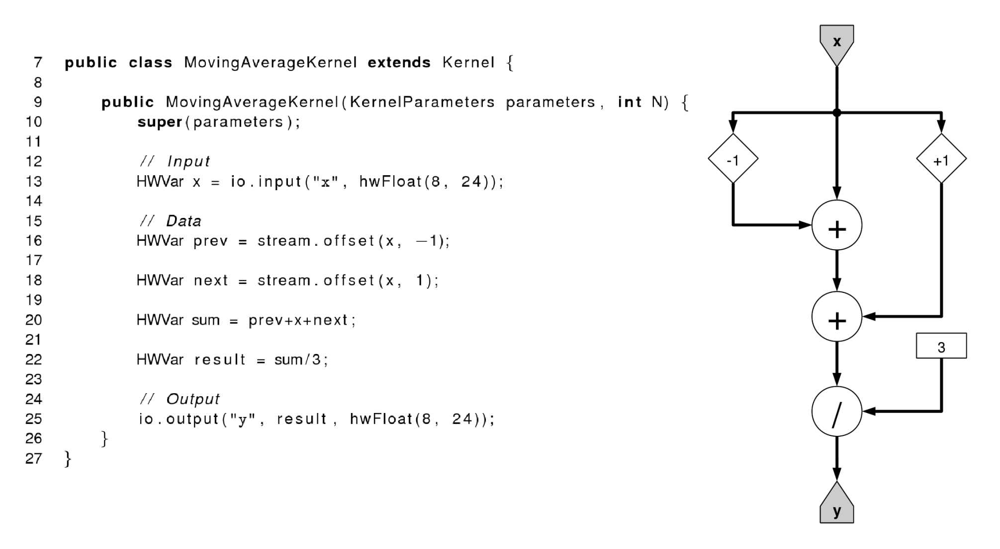 7 public class MovingAverageKernel extends Kernel {
8
9 public MovingAverageKernel(KernelParameters parameters, int N) {
10 super(parameters);
11
12 // Input
13 HWVar x = io.input("x", hwFloat(8, 24));
14
15 // Data
16 HWVar prev = stream.offset(x, −1);
17
18 HWVar next = stream.offset(x, 1);
19
20 HWVar sum = prev+x+next;
21
22 HWVar result = sum/3;
23
24 // Output
25 io.output("y", result, hwFloat(8, 24));
26 }
27 }
x
-1
+1
+
+
3
/
y